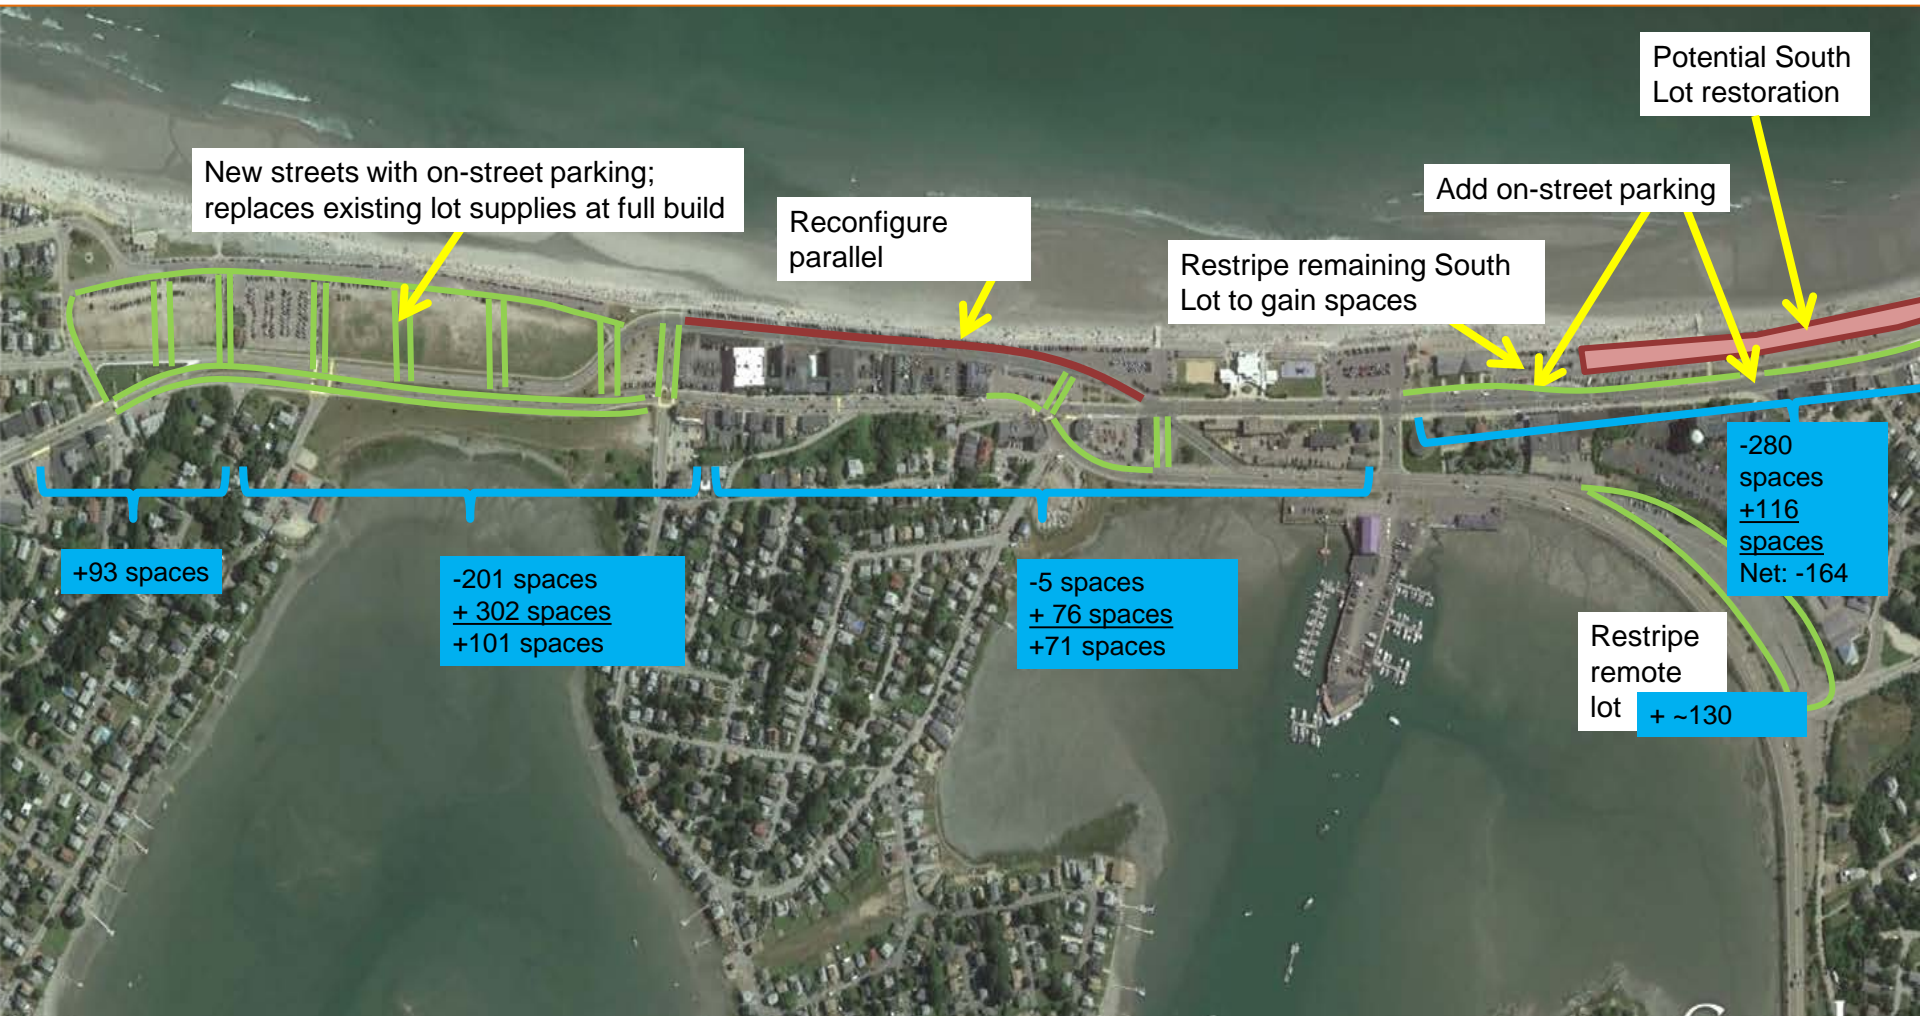 Potential South
Lot restoration
New streets with on-street parking;
replaces existing lot supplies at full build
Add on-street parking
Reconfigure
parallel
Restripe remaining South
Lot to gain spaces
-280
spaces
+116
spaces
Net: -164
+93 spaces
-201 spaces
+ 302 spaces
+101 spaces
-5 spaces
+ 76 spaces
+71 spaces
Restripe
remote
lot
+ ~130